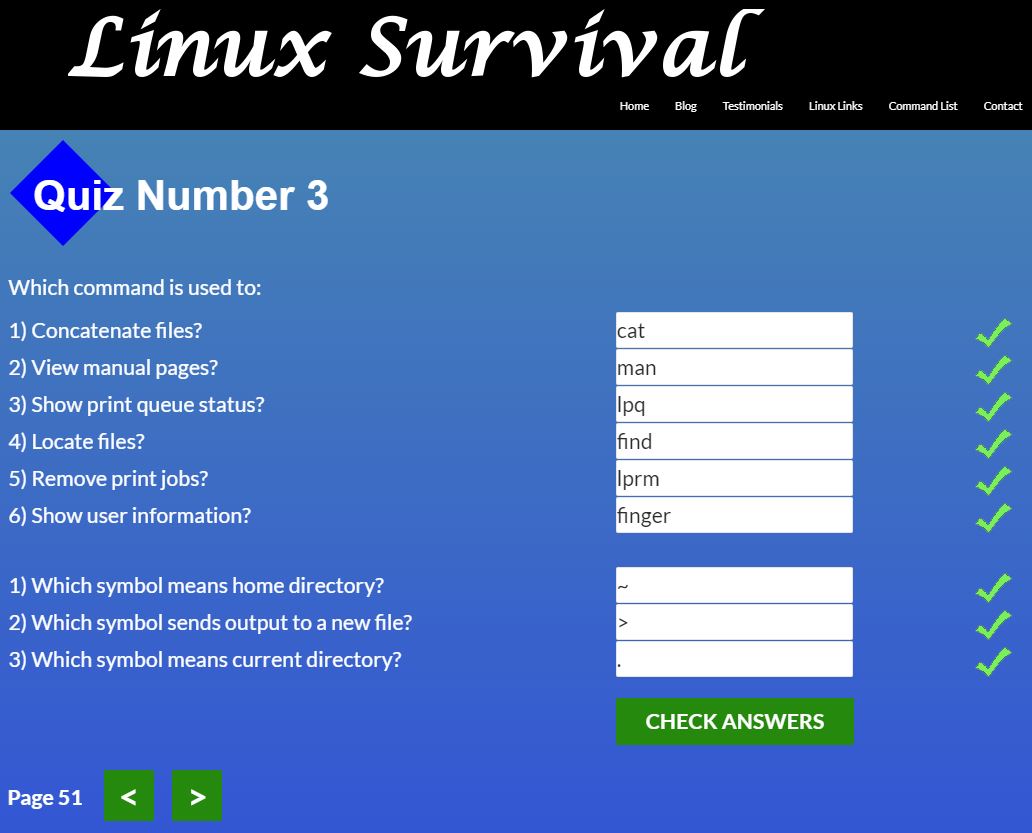 Linux Survival
Home Blog Testimonials Linux Links Command List Contact
Quiz Number 3
Which command is used to:
1) Concatenate files? cat
2) View manual pages? man
3) Show print queue status? lpq
4) Locate files? find
5) Remove print jobs? lprm
6) Show user information? finger
1) Which symbol means home directory? ~
2) Which symbol sends output to a new file? >
3) Which symbol means current directory? .
CHECK ANSWERS
Page 51 < >